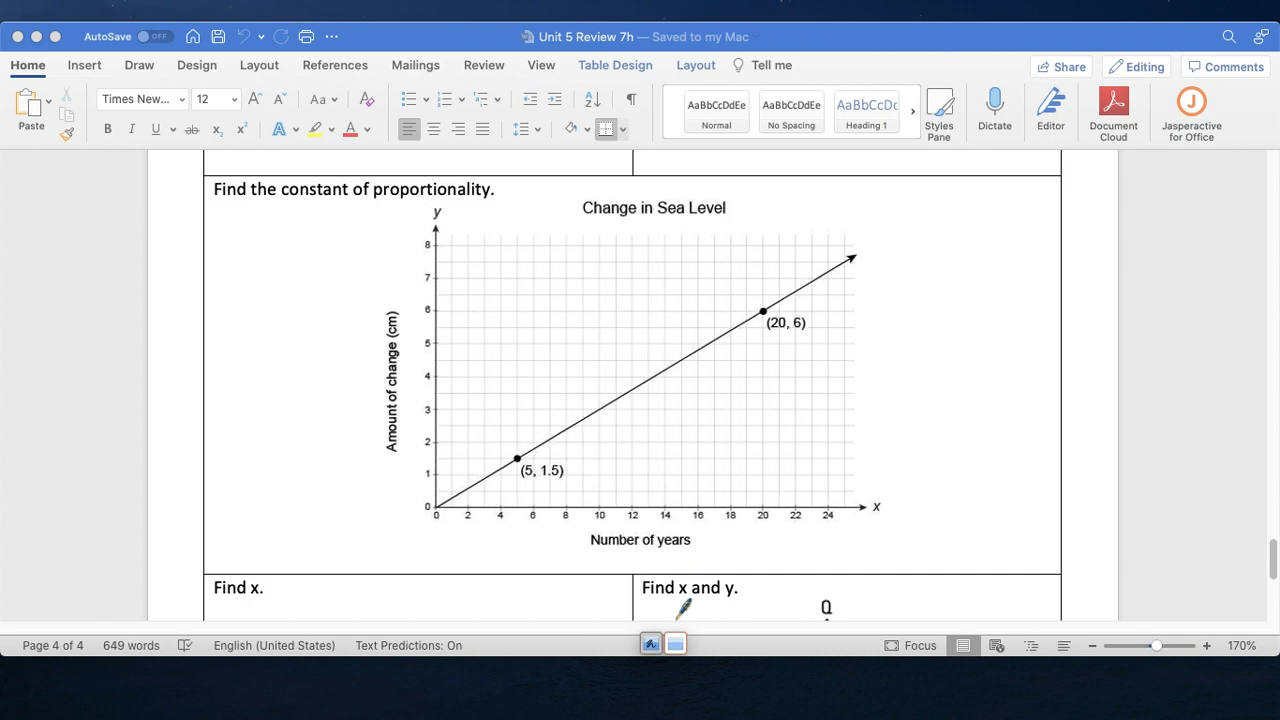 AutoSave OFF Unit 5 Review 7h — Saved to my Mac
Home Insert Draw Design Layout References Mailings Review View Table Design Layout Tell me Share Editing Comments
Paste Times New... 12 Aa AaBbCcDdEe Normal AaBbCcDdEe No Spacing AaBbCcDc Heading 1 Styles Pane Dictate Editor Document Cloud Jasperactive for Office
B I U ab x₂ x² A A
Find the constant of proportionality.
Change in Sea Level
y
8
7
6
5
4
3
2
1
0
Amount of change (cm)
(20, 6)
(5, 1.5)
0 2 4 6 8 10 12 14 16 18 20 22 24
x
Number of years
Find x. Find x and y.
Q
Page 4 of 4 649 words English (United States) Text Predictions: On Focus 170%